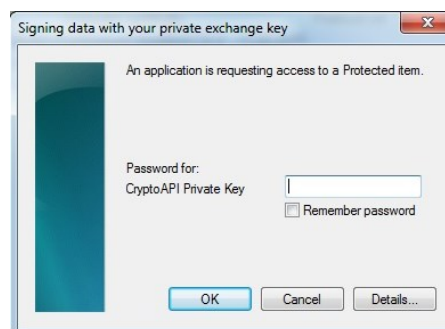 Signing data with your private exchange key
An application is requesting access to a Protected item.
Password for:
CryptoAPI Private Key
Remember password
OK Cancel Details...